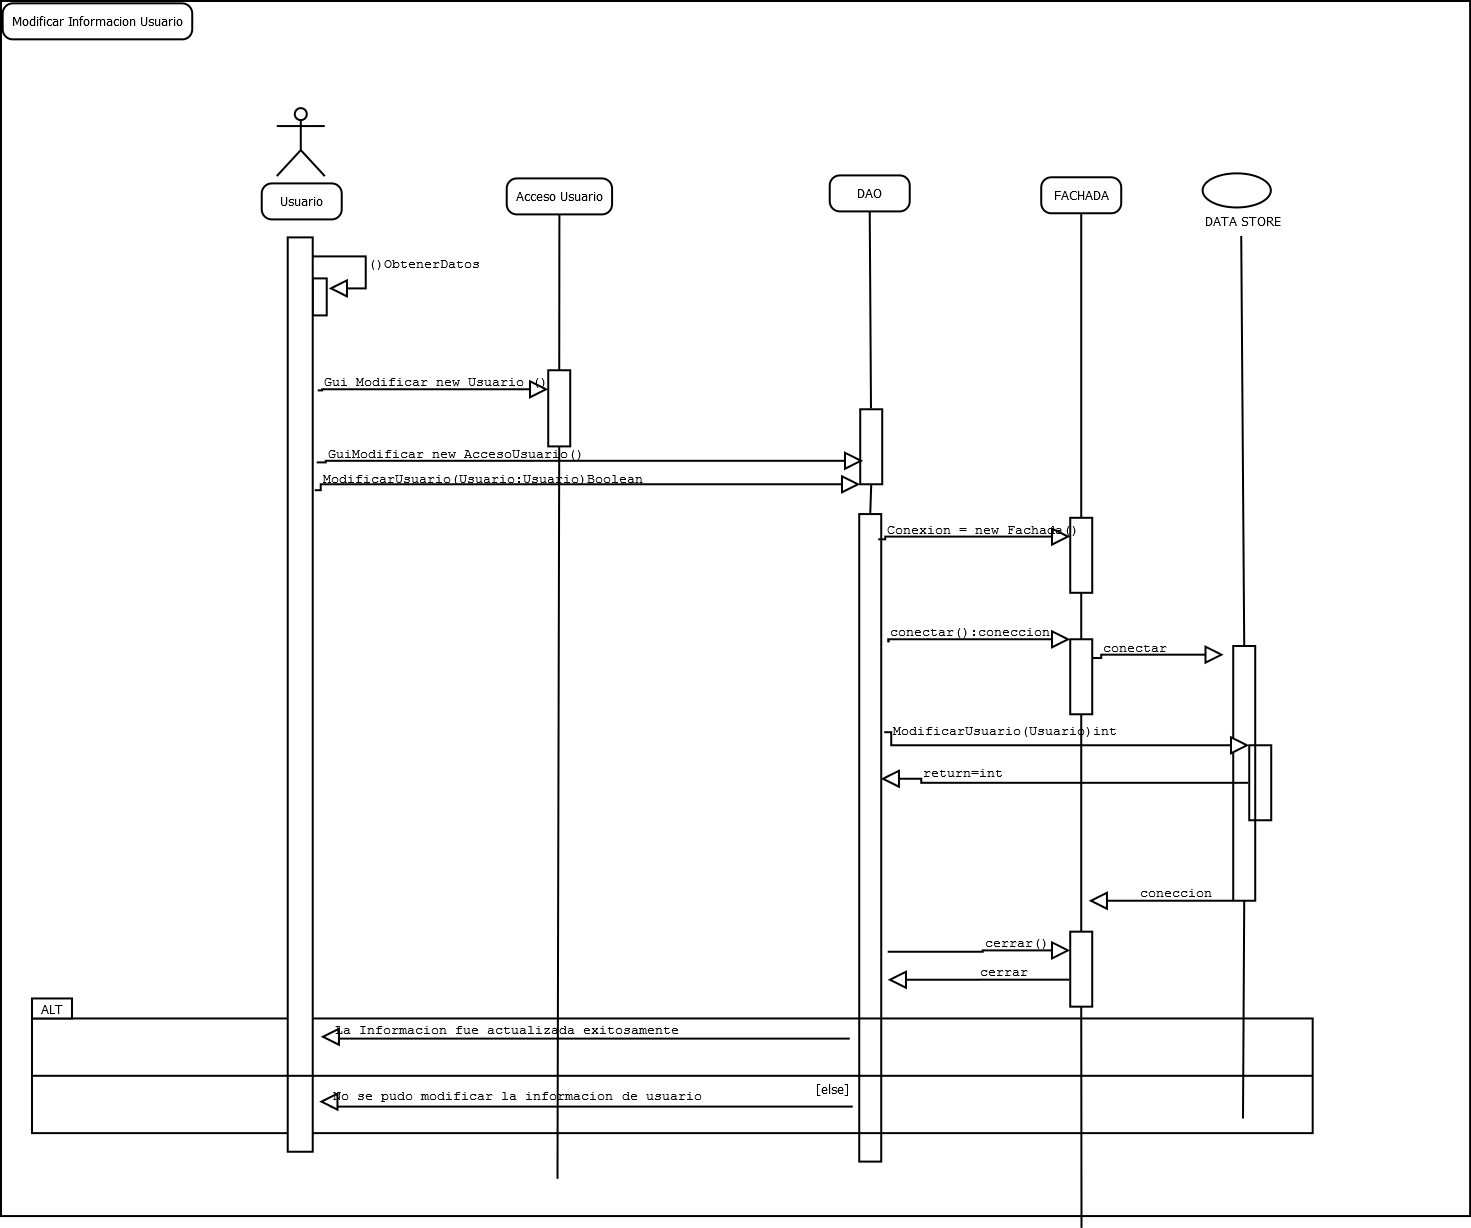 Modificar Informacion Usuario
Usuario
Acceso Usuario
DAO
FACHADA
DATA STORE
()ObtenerDatos
Gui Modificar new Usuario ()
GuiModificar new AccesoUsuario()
ModificarUsuario(Usuario:Usuario)Boolean
Conexion = new Fachada()
conectar():coneccion
conectar
ModificarUsuario(Usuario)int
return=int
coneccion
cerrar()
cerrar
ALT
La Informacion fue actualizada exitosamente
[else]
No se pudo modificar la informacion de usuario